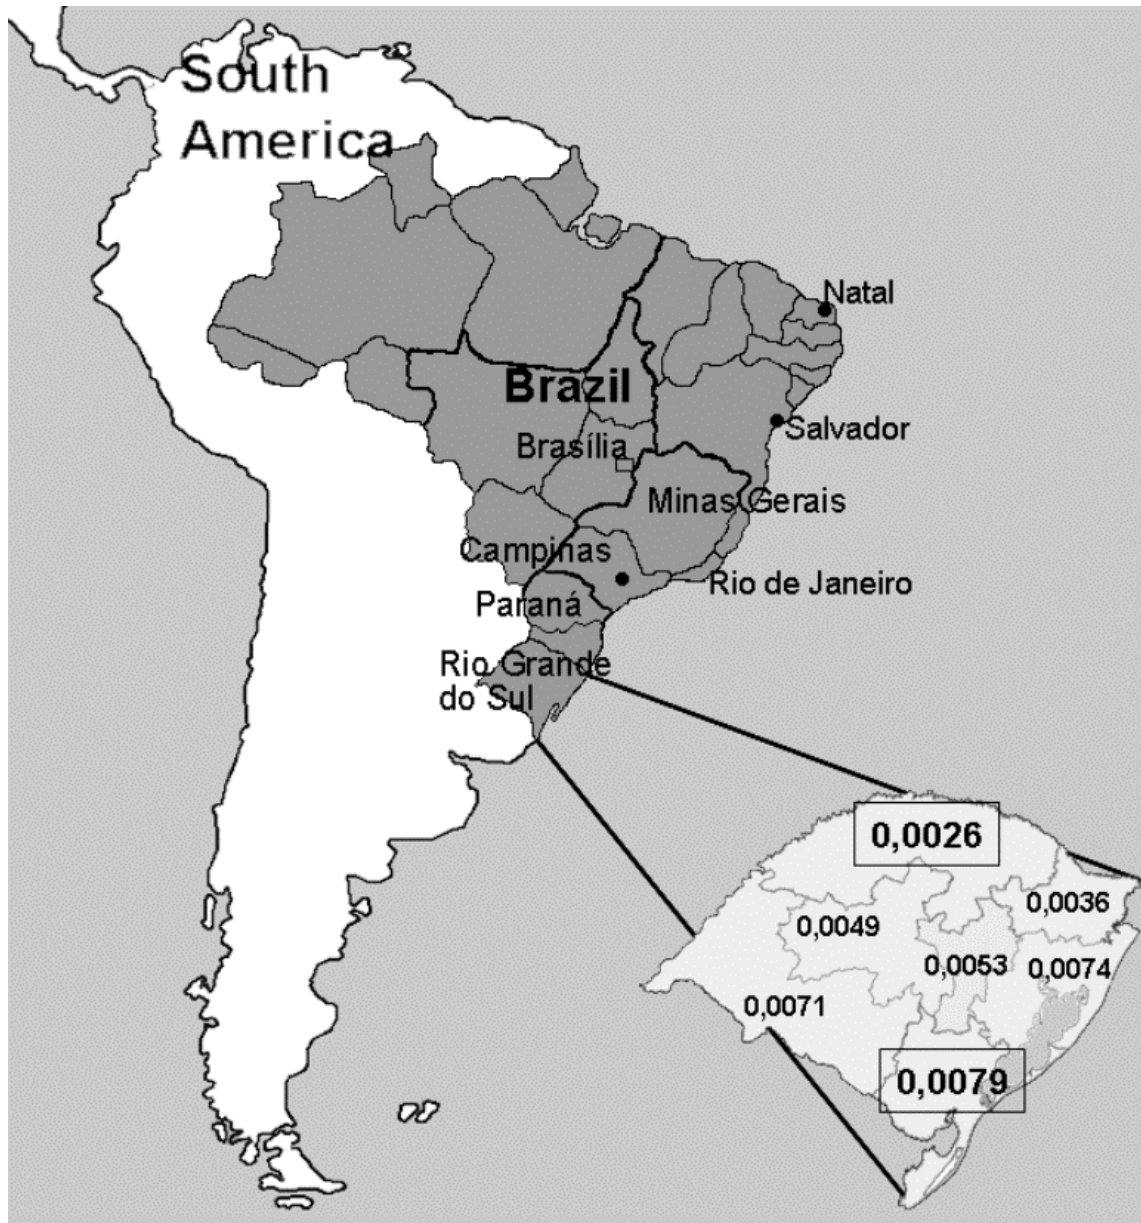 South
America
Natal
Brazil
Salvador
Brasília
Minas Gerais
Campinas
Rio de Janeiro
Paraná
Rio Grande
do Sul
0,0026
0,0036
0,0049
0,0053
0,0074
0,0071
0,0079